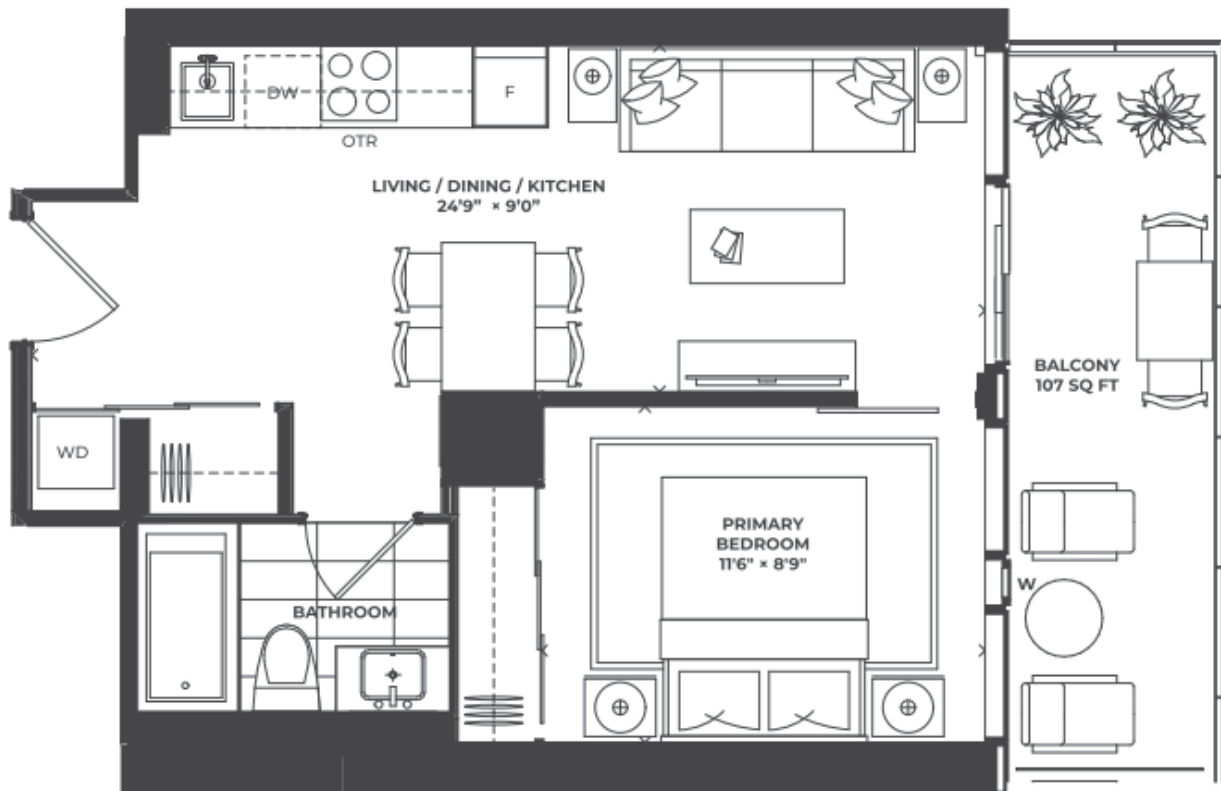 DW
F
OTR
LIVING / DINING / KITCHEN
24'9" × 9'0"
BALCONY
107 SQ FT
WD
PRIMARY
BEDROOM
11'6" × 8'9"
W
BATHROOM